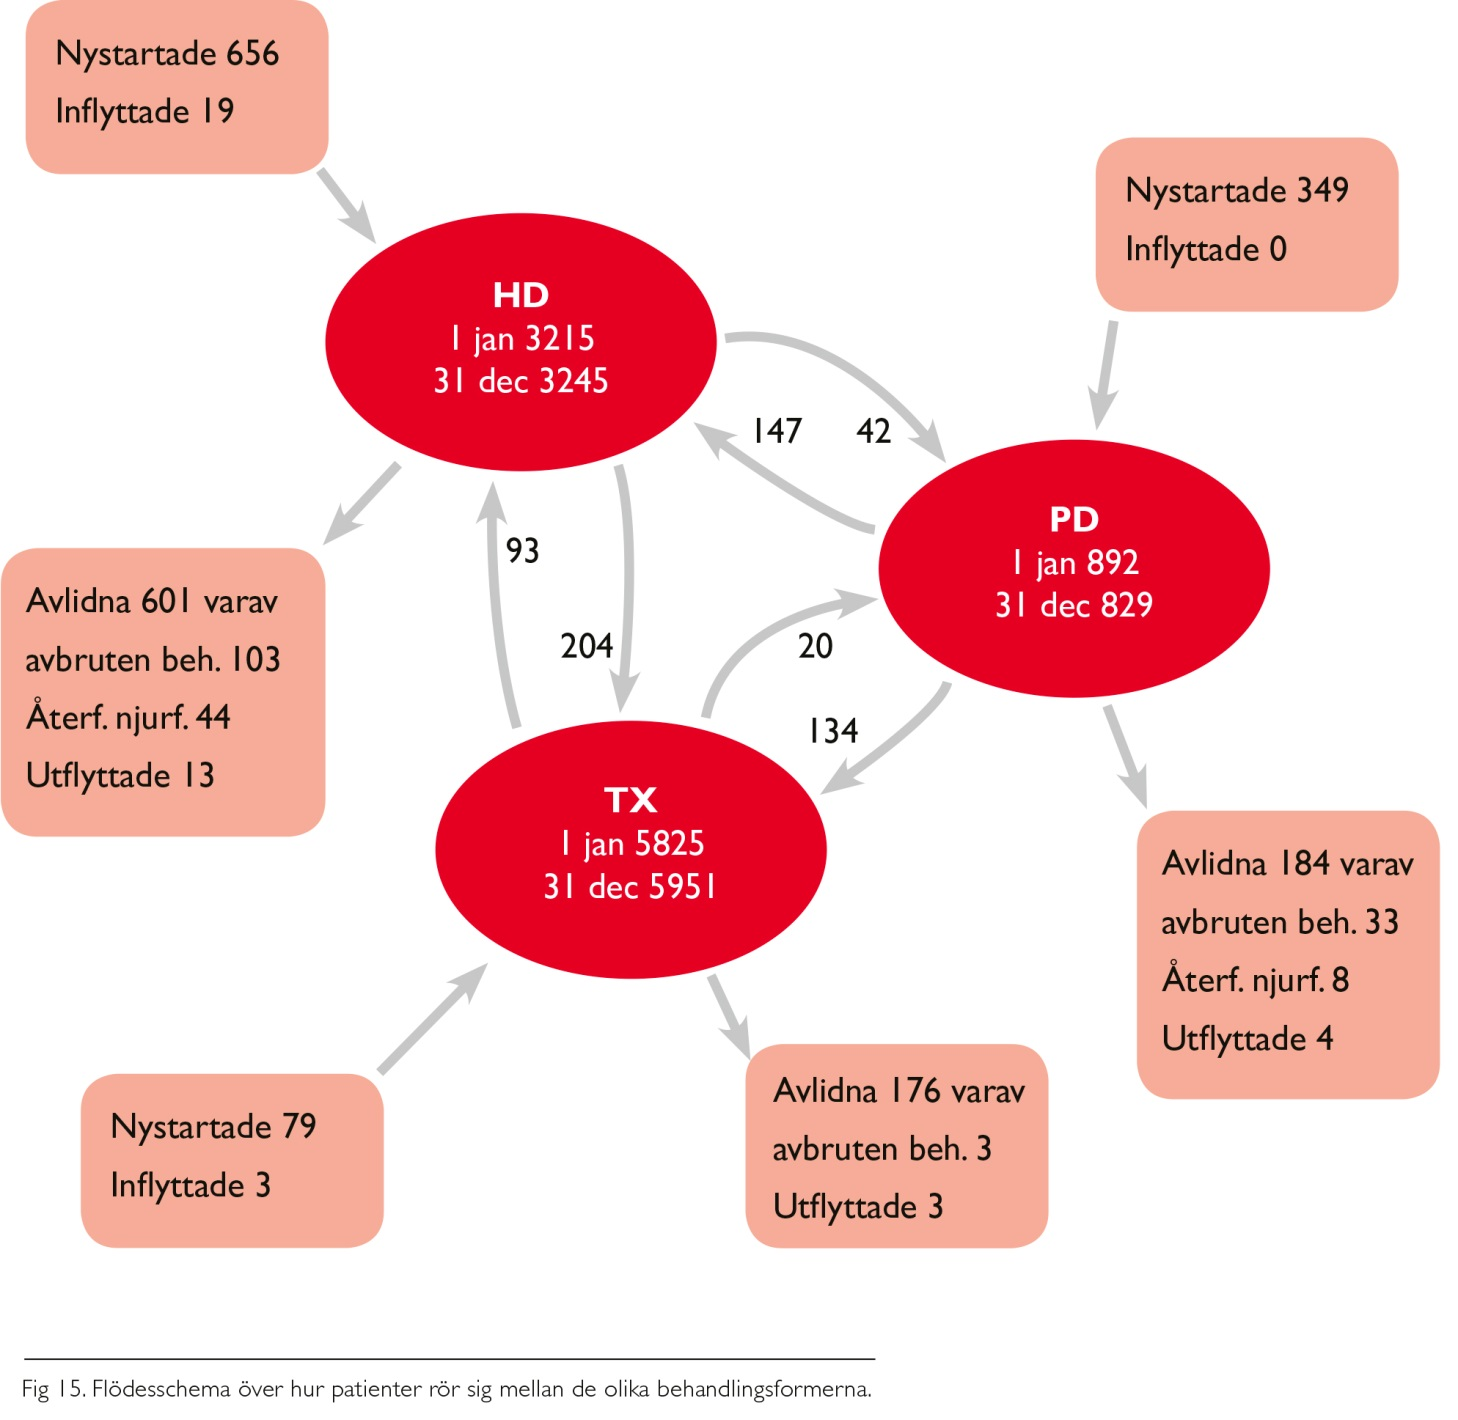 Nystartade 656
Inflyttade 19
Nystartade 349
Inflyttade 0
HD
1 jan 3215
31 dec 3245
147
42
PD
1 jan 892
31 dec 829
93
204
20
134
Avlidna 601 varav
avbruten beh. 103
Återf. njurf. 44
Utflyttade 13
TX
1 jan 5825
31 dec 5951
Avlidna 184 varav
avbruten beh. 33
Återf. njurf. 8
Utflyttade 4
Nystartade 79
Inflyttade 3
Avlidna 176 varav
avbruten beh. 3
Utflyttade 3
Fig 15. Flödesschema över hur patienter rör sig mellan de olika behandlingsformerna.